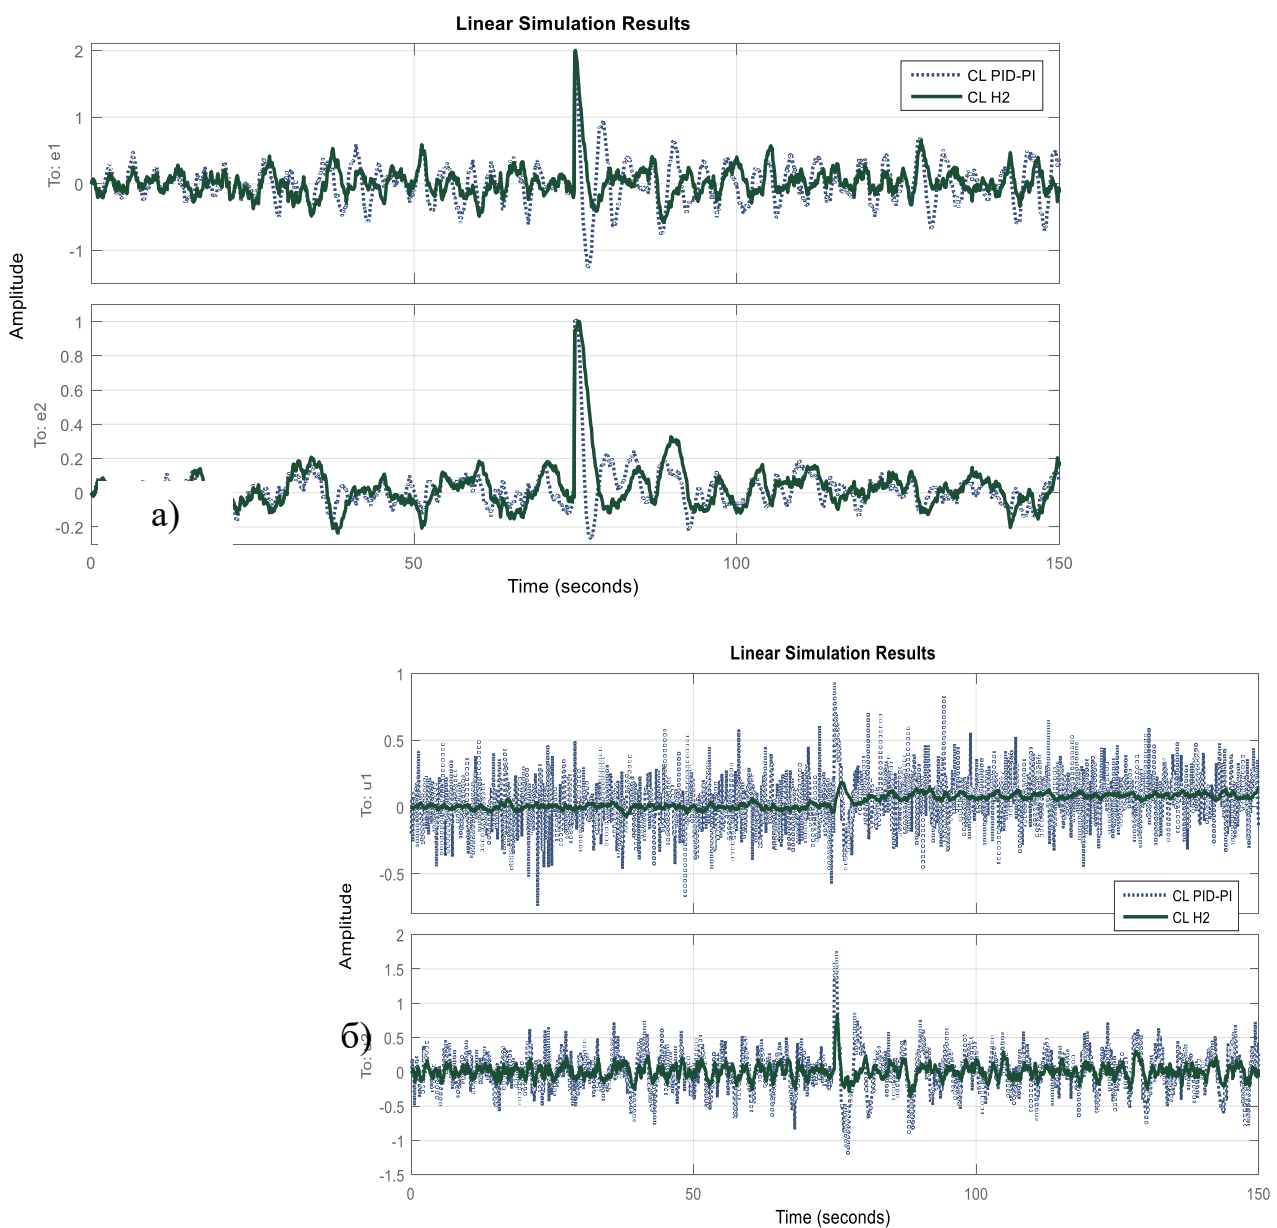 Linear Simulation Results
2
1
0
-1
To: e1
CL PID-PI
CL H2
Amplitude
1
0.8
0.6
0.4
0.2
0
-0.2
To: e2
а)
0
50
100
150
Time (seconds)
Linear Simulation Results
1
0.5
0
-0.5
To: u1
CL PID-PI
CL H2
Amplitude
2
1.5
1
0.5
0
-0.5
-1
-1.5
б)
To:
0
50
100
150
Time (seconds)